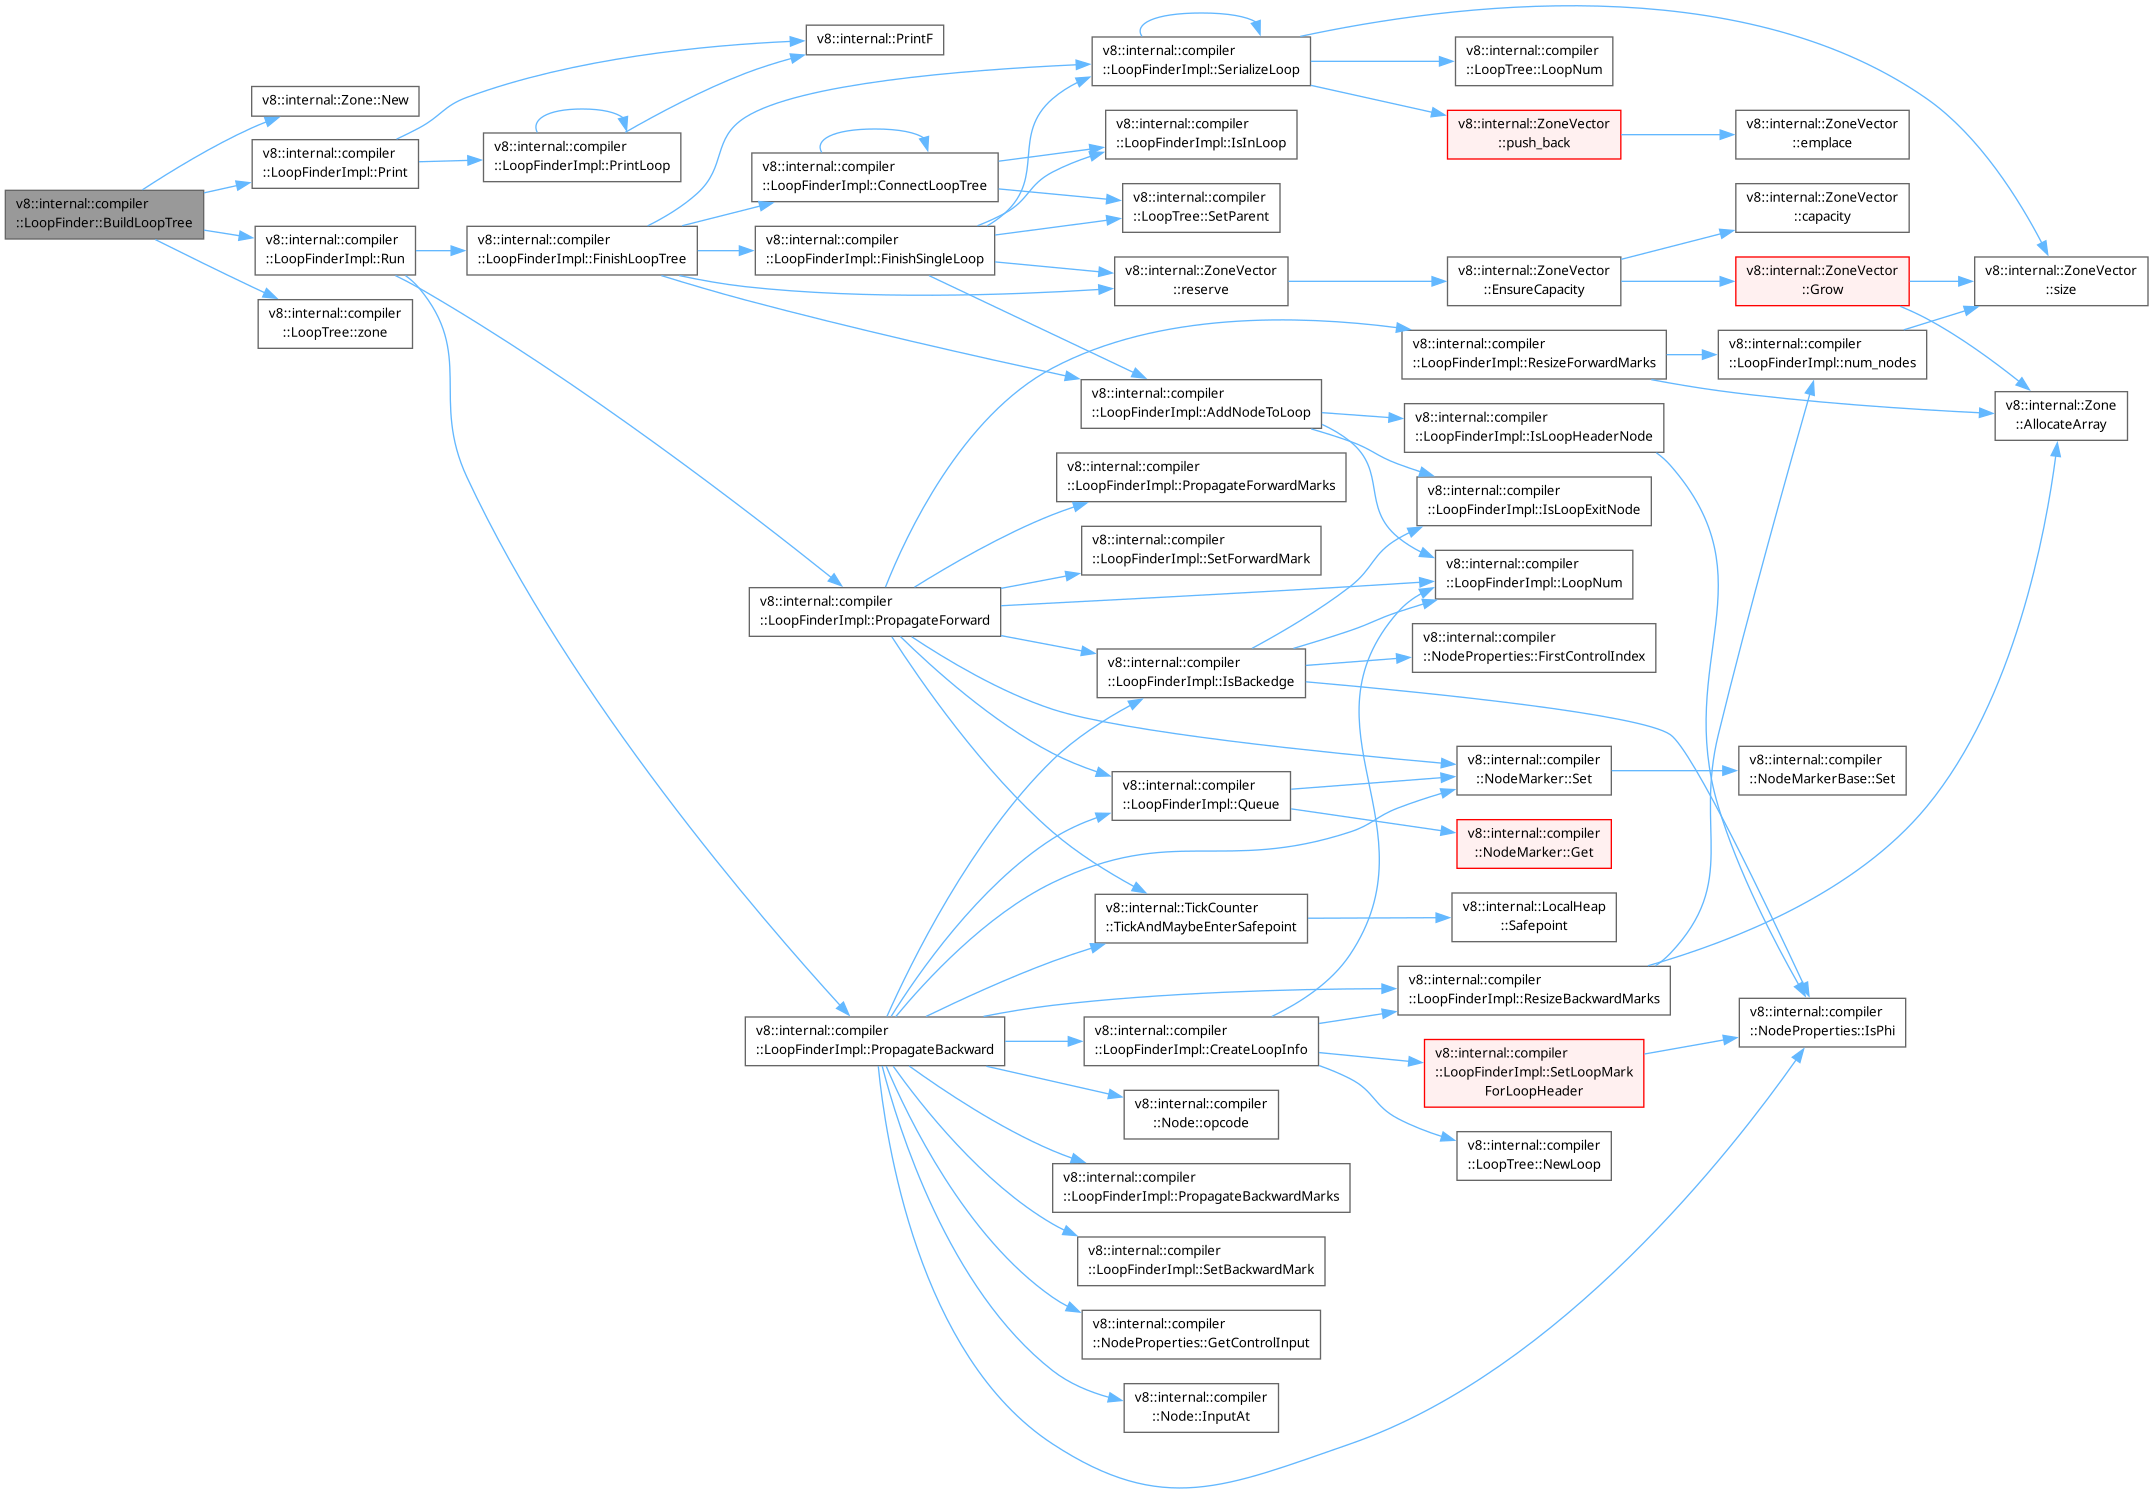 v8::internal::compiler
::LoopFinder::BuildLoopTree
v8::internal::Zone::New
v8::internal::compiler
::LoopFinderImpl::Print
v8::internal::compiler
::LoopFinderImpl::Run
v8::internal::compiler
::LoopTree::zone
v8::internal::compiler
::LoopFinderImpl::PrintLoop
v8::internal::compiler
::LoopFinderImpl::FinishLoopTree
v8::internal::PrintF
v8::internal::compiler
::LoopFinderImpl::ConnectLoopTree
v8::internal::compiler
::LoopFinderImpl::FinishSingleLoop
v8::internal::compiler
::LoopFinderImpl::PropagateForward
v8::internal::compiler
::LoopFinderImpl::PropagateBackward
v8::internal::compiler
::LoopFinderImpl::SerializeLoop
v8::internal::compiler
::LoopFinderImpl::IsInLoop
v8::internal::compiler
::LoopTree::SetParent
v8::internal::ZoneVector
::reserve
v8::internal::compiler
::LoopFinderImpl::AddNodeToLoop
v8::internal::compiler
::LoopFinderImpl::PropagateForwardMarks
v8::internal::compiler
::LoopFinderImpl::SetForwardMark
v8::internal::compiler
::LoopFinderImpl::IsBackedge
v8::internal::compiler
::LoopFinderImpl::Queue
v8::internal::TickCounter
::TickAndMaybeEnterSafepoint
v8::internal::compiler
::LoopFinderImpl::CreateLoopInfo
v8::internal::compiler
::Node::opcode
v8::internal::compiler
::LoopFinderImpl::PropagateBackwardMarks
v8::internal::compiler
::LoopFinderImpl::SetBackwardMark
v8::internal::compiler
::NodeProperties::GetControlInput
v8::internal::compiler
::Node::InputAt
v8::internal::compiler
::LoopTree::LoopNum
v8::internal::ZoneVector
::push_back
v8::internal::ZoneVector
::EnsureCapacity
v8::internal::compiler
::LoopFinderImpl::ResizeForwardMarks
v8::internal::compiler
::LoopFinderImpl::IsLoopHeaderNode
v8::internal::compiler
::LoopFinderImpl::IsLoopExitNode
v8::internal::compiler
::LoopFinderImpl::LoopNum
v8::internal::compiler
::NodeProperties::FirstControlIndex
v8::internal::compiler
::NodeMarker::Set
v8::internal::compiler
::NodeMarker::Get
v8::internal::LocalHeap
::Safepoint
v8::internal::compiler
::LoopFinderImpl::ResizeBackwardMarks
v8::internal::compiler
::LoopFinderImpl::SetLoopMark
ForLoopHeader
v8::internal::compiler
::LoopTree::NewLoop
v8::internal::ZoneVector
::emplace
v8::internal::ZoneVector
::capacity
v8::internal::ZoneVector
::Grow
v8::internal::compiler
::LoopFinderImpl::num_nodes
v8::internal::compiler
::NodeMarkerBase::Set
v8::internal::compiler
::NodeProperties::IsPhi
v8::internal::ZoneVector
::size
v8::internal::Zone
::AllocateArray